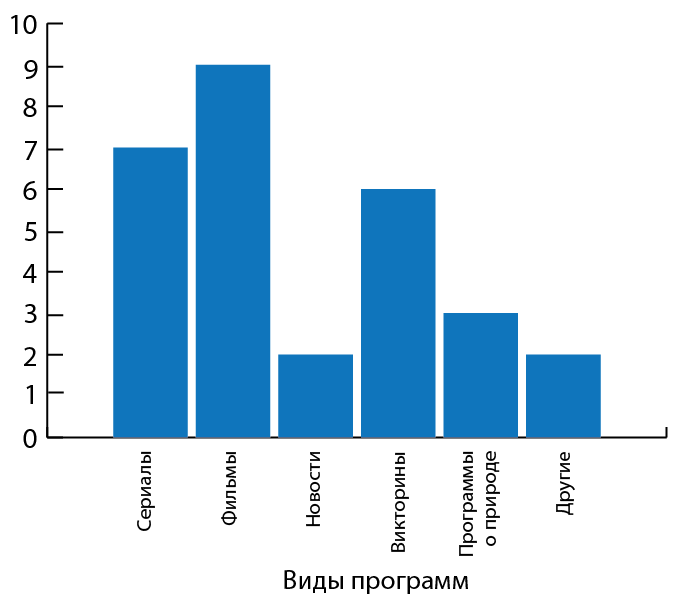 10
9
8
7
6
5
4
3
2
1
0
Сериалы
Фильмы
Новости
Викторины
Программы
о природе
Другие
Виды программ